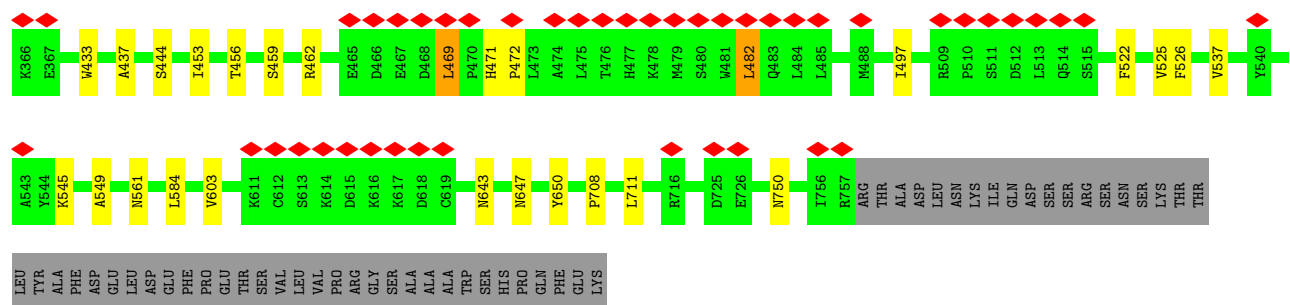 K366 E367 W433 A437 S444 I453 T456 S459 R462 E465 D466 E467 D468 L469 P470 H471 P472 L473 A474 L475 T476 H477 K478 M479 S480 W481 L482 Q483 L484 L485 M488 I497 R509 P510 S511 D512 L513 Q514 S515 F522 V525 F526 V537 Y540
A543 Y544 K545 A549 N561 L584 V603 K611 C612 S613 K614 D615 K616 K617 D618 C619 N643 N647 Y650 P708 L711 R716 D725 E726 N750 I756 R757 ARG THR ALA ASP LEU ASN LYS ILE GLN ASP SER SER ARG SER ASN SER LYS THR THR
LEU TYR ALA PHE ASP GLU LEU ASP GLU PHE PRO GLU THR SER VAL LEU VAL PRO ARG GLY SER ALA ALA ALA TRP SER HIS PRO GLN PHE GLU LYS